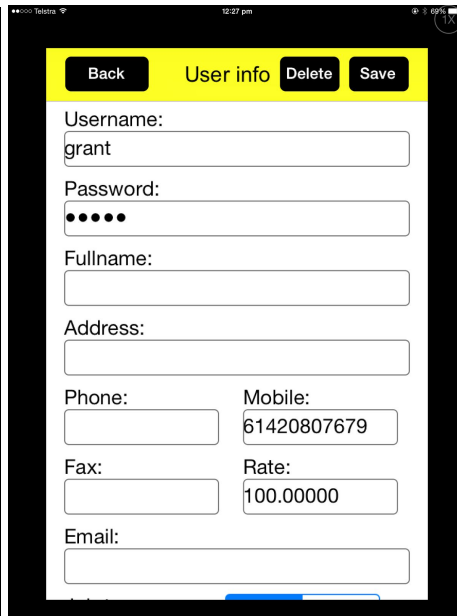 Telstra 12:27 pm 69%
1X
Back User info Delete Save
Username:
grant
Password:
●●●●●
Fullname:
Address:
Phone: Mobile:
61420807679
Fax: Rate:
100.00000
Email: